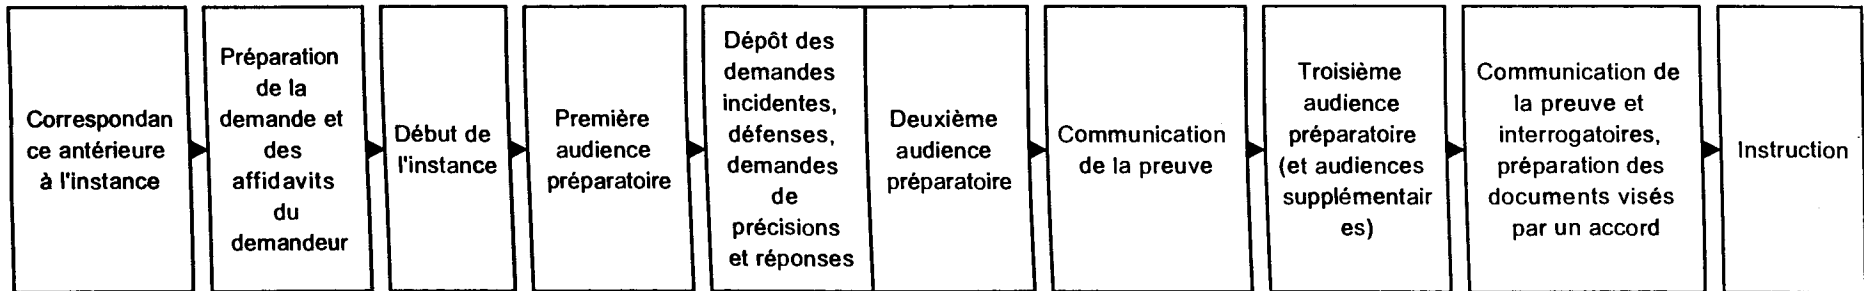 Correspondan
ce antérieure
à l'instance
Préparation
de la
demande et
des
affidavits
du
demandeur
Début de
l'instance
Première
audience
préparatoire
Dépôt des
demandes
incidentes,
défenses,
demandes
de
précisions
et réponses
Deuxième
audience
préparatoire
Communication
de la preuve
Troisième
audience
préparatoire
(et audiences
supplémentair
es)
Communication de
la preuve et
interrogatoires,
préparation des
documents visés
par un accord
Instruction